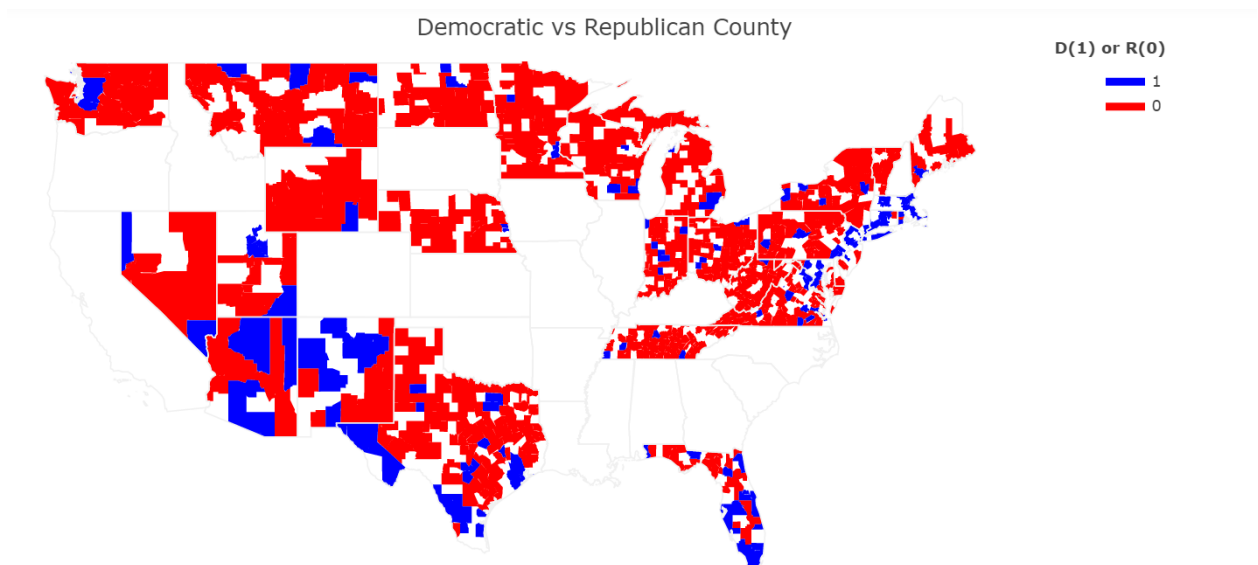 Democratic vs Republican County
D(1) or R(0)
1
0